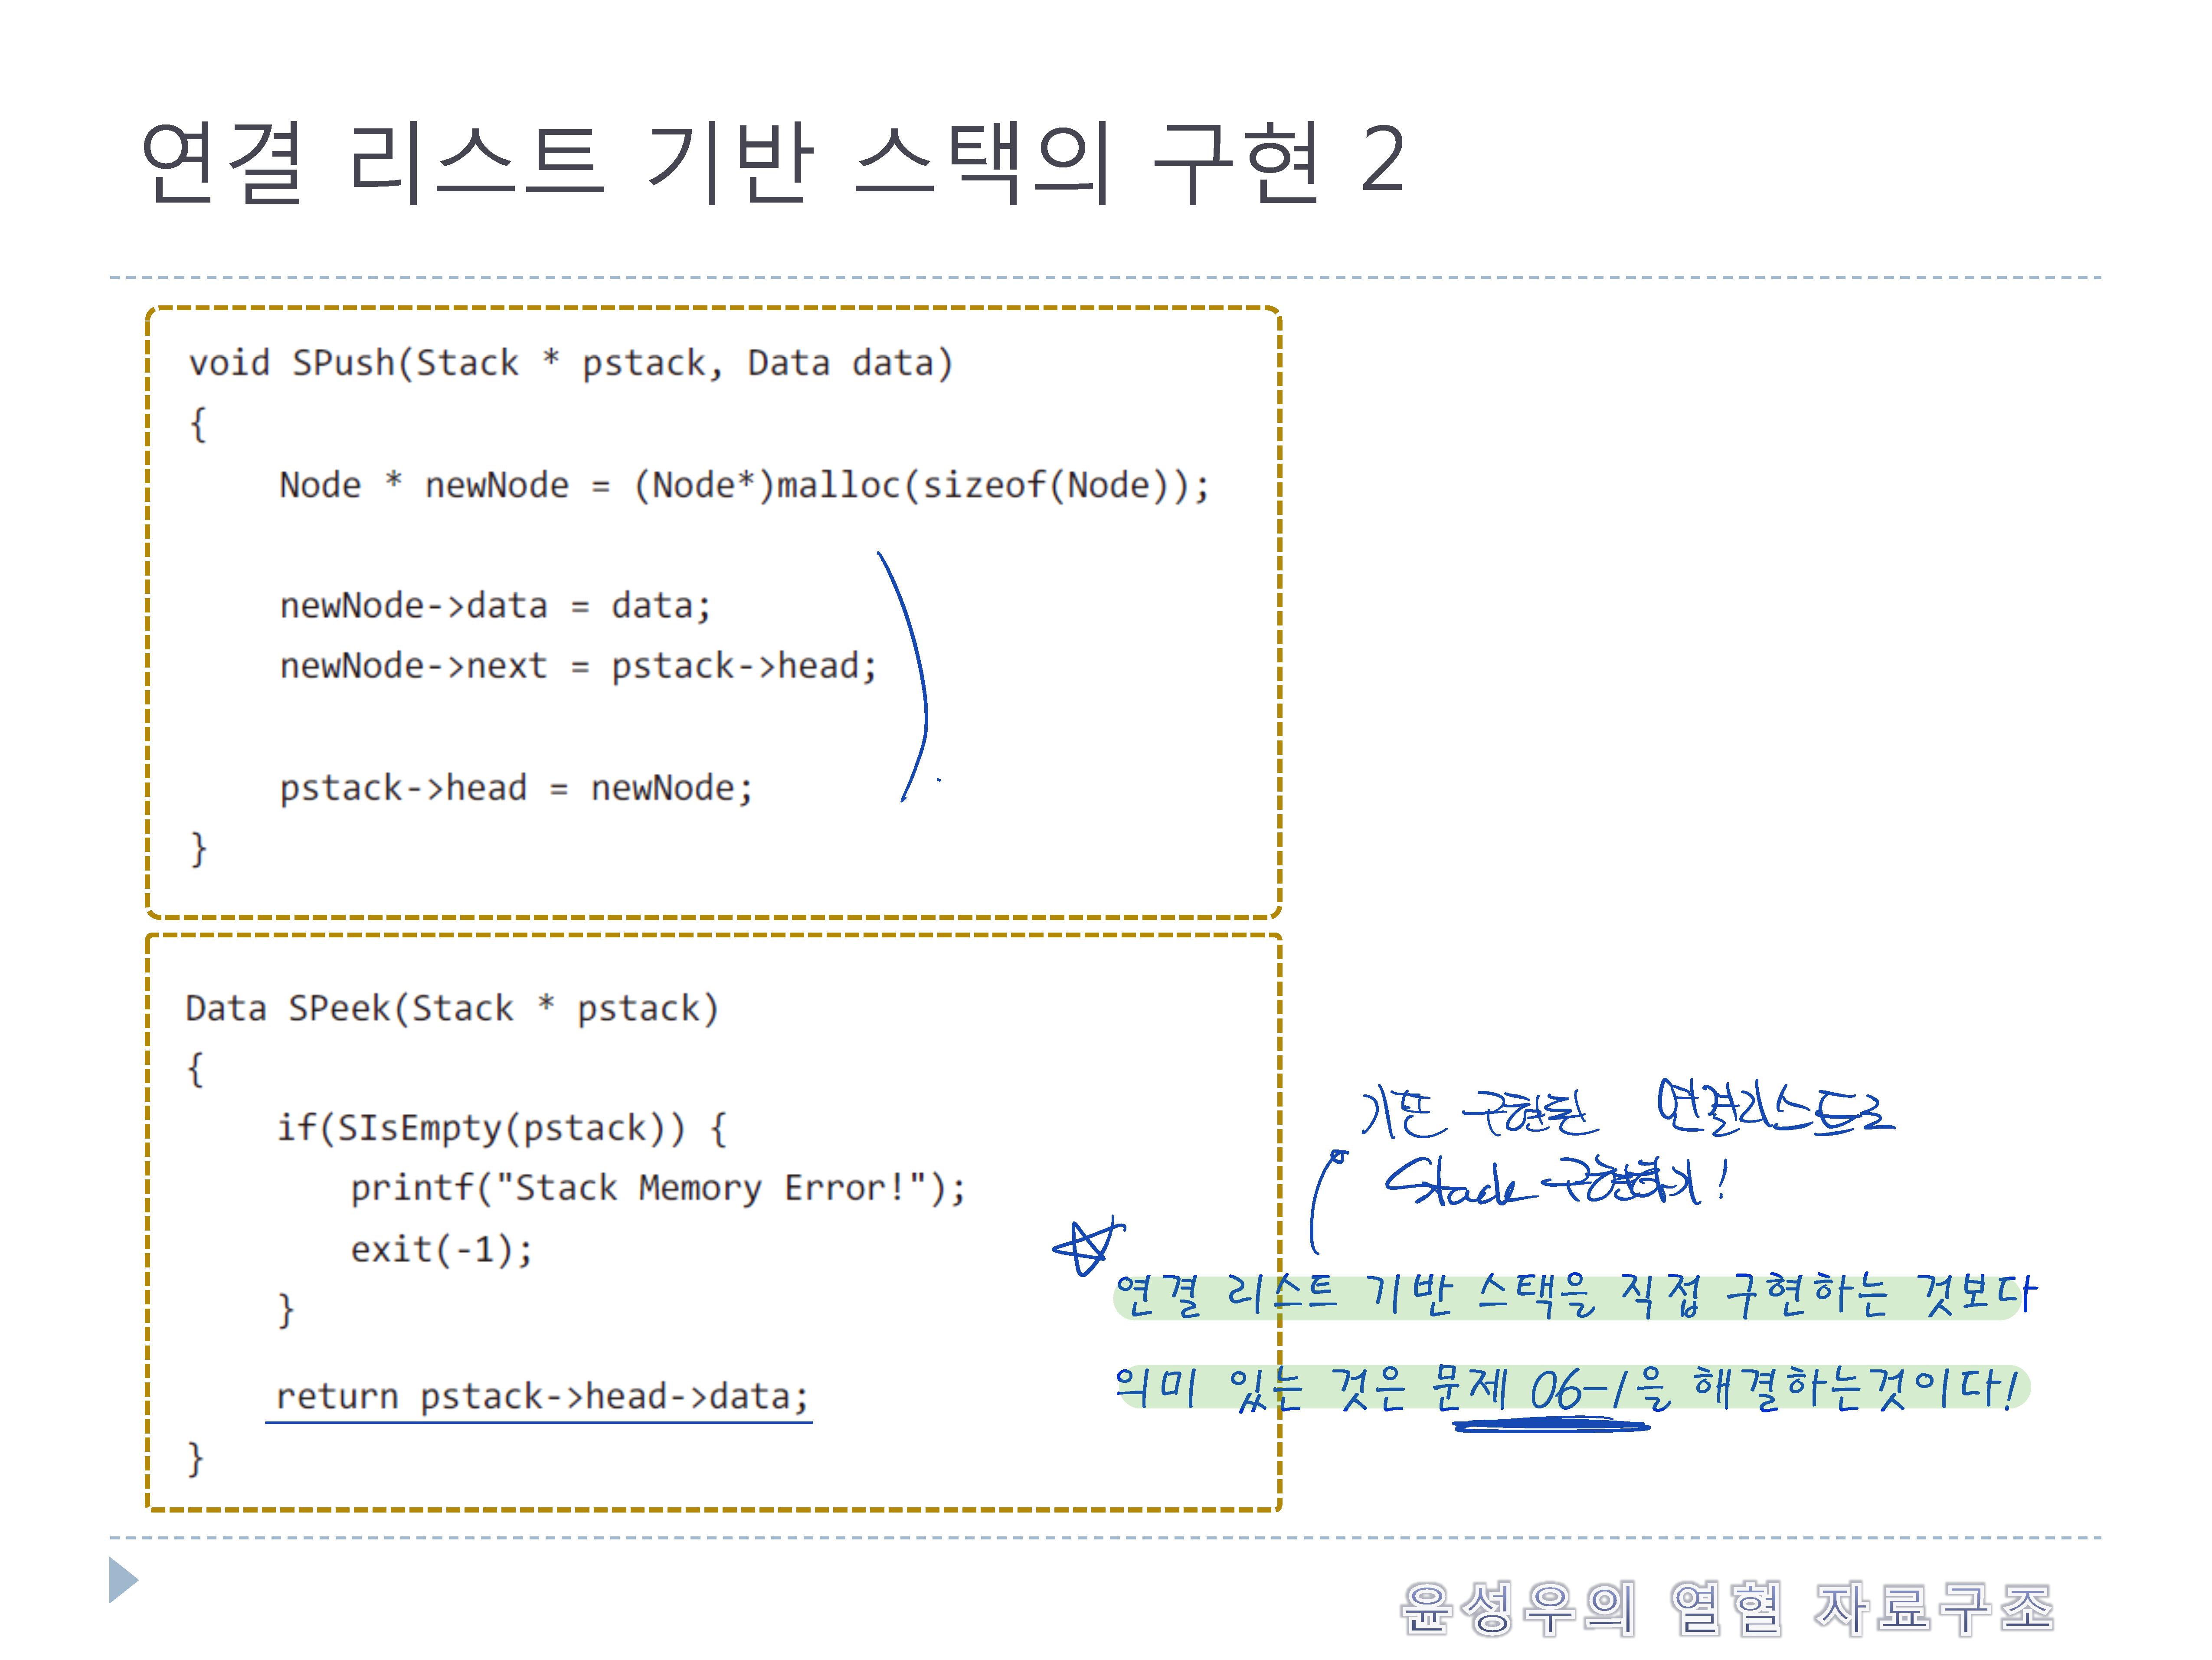 연결 리스트 기반 스택의 구현 2
void SPush(Stack * pstack, Data data)
{
Node * newNode = (Node*)malloc(sizeof(Node));
newNode->data = data;
newNode->next = pstack->head;
pstack->head = newNode;
}
Data SPeek(Stack * pstack)
{
if(SIsEmpty(pstack)) {
printf("Stack Memory Error!");
exit(-1);
}
return pstack->head->data;
}
구현된 연결리스트로
Stack 구현하기!
연결 리스트 기반 스택을 직접 구현하는 것보다
의미 있는 것은 문제 06-1을 해결하는것이다!
윤성우의 열혈 자료구조